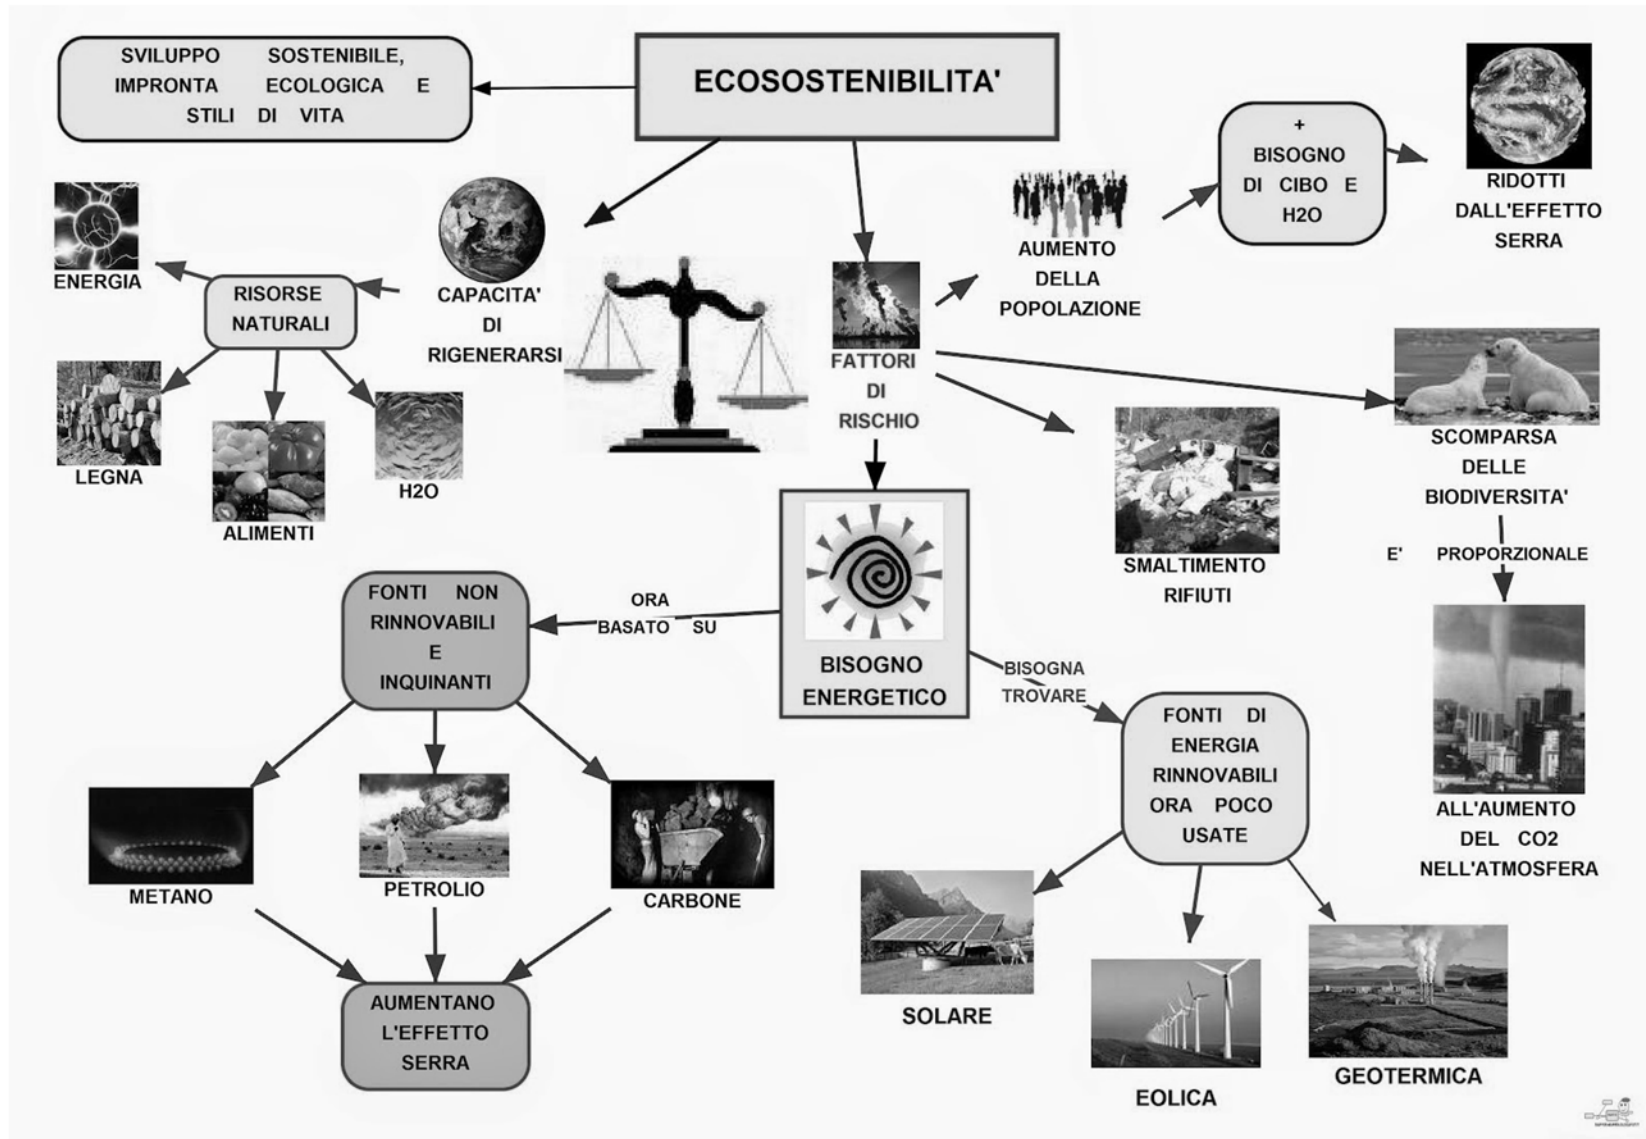 ECOSOSTENIBILITA'
SVILUPPO SOSTENIBILE,
IMPRONTA ECOLOGICA E
STILI DI VITA
CAPACITA'
DI
RIGENERARSI
RISORSE
NATURALI
ENERGIA
LEGNA
ALIMENTI
H2O
FATTORI
DI
RISCHIO
AUMENTO
DELLA
POPOLAZIONE
+
BISOGNO
DI CIBO E
H2O
RIDOTTI
DALL'EFFETTO
SERRA
SCOMPARSA
DELLE
BIODIVERSITA'
E' PROPORZIONALE
ALL'AUMENTO
DEL CO2
NELL'ATMOSFERA
SMALTIMENTO
RIFIUTI
BISOGNO
ENERGETICO
ORA
BASATO SU
FONTI NON
RINNOVABILI
E
INQUINANTI
METANO
PETROLIO
CARBONE
AUMENTANO
L'EFFETTO
SERRA
BISOGNA
TROVARE
FONTI DI
ENERGIA
RINNOVABILI
ORA POCO
USATE
SOLARE
EOLICA
GEOTERMICA